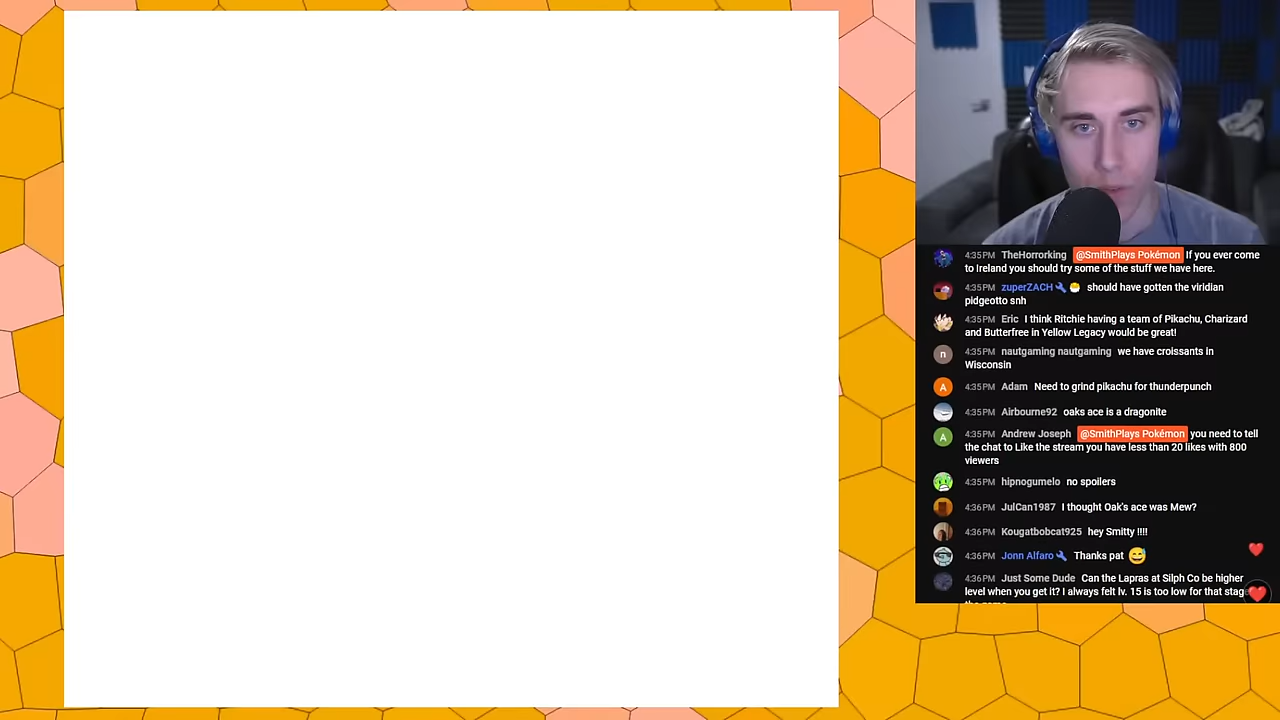 4:35PM TheHorrorking @SmithPlays Pokémon If you ever come
to Ireland you should try some of the stuff we have here.
4:35PM zuperZACH should have gotten the viridian
pidgeotto snh
4:35PM Eric I think Ritchie having a team of Pikachu, Charizard
and Butterfree in Yellow Legacy would be great!
n 4:35PM nautgaming nautgaming we have croissants in
Wisconsin
A 4:35PM Adam Need to grind pikachu for thunderpunch
4:35PM Airbourne92 oaks ace is a dragonite
A 4:35PM Andrew Joseph @SmithPlays Pokémon you need to tell
the chat to Like the stream you have less than 20 likes with 800
viewers
4:35PM hipnogumelo no spoilers
4:36PM JulCan1987 I thought Oak's ace was Mew?
4:36PM Kougatbobcat925 hey Smitty !!!!
4:36PM Jonn Alfaro Thanks pat
4:36PM Just Some Dude Can the Lapras at Silph Co be higher
level when you get it? I always felt lv. 15 is too low for that